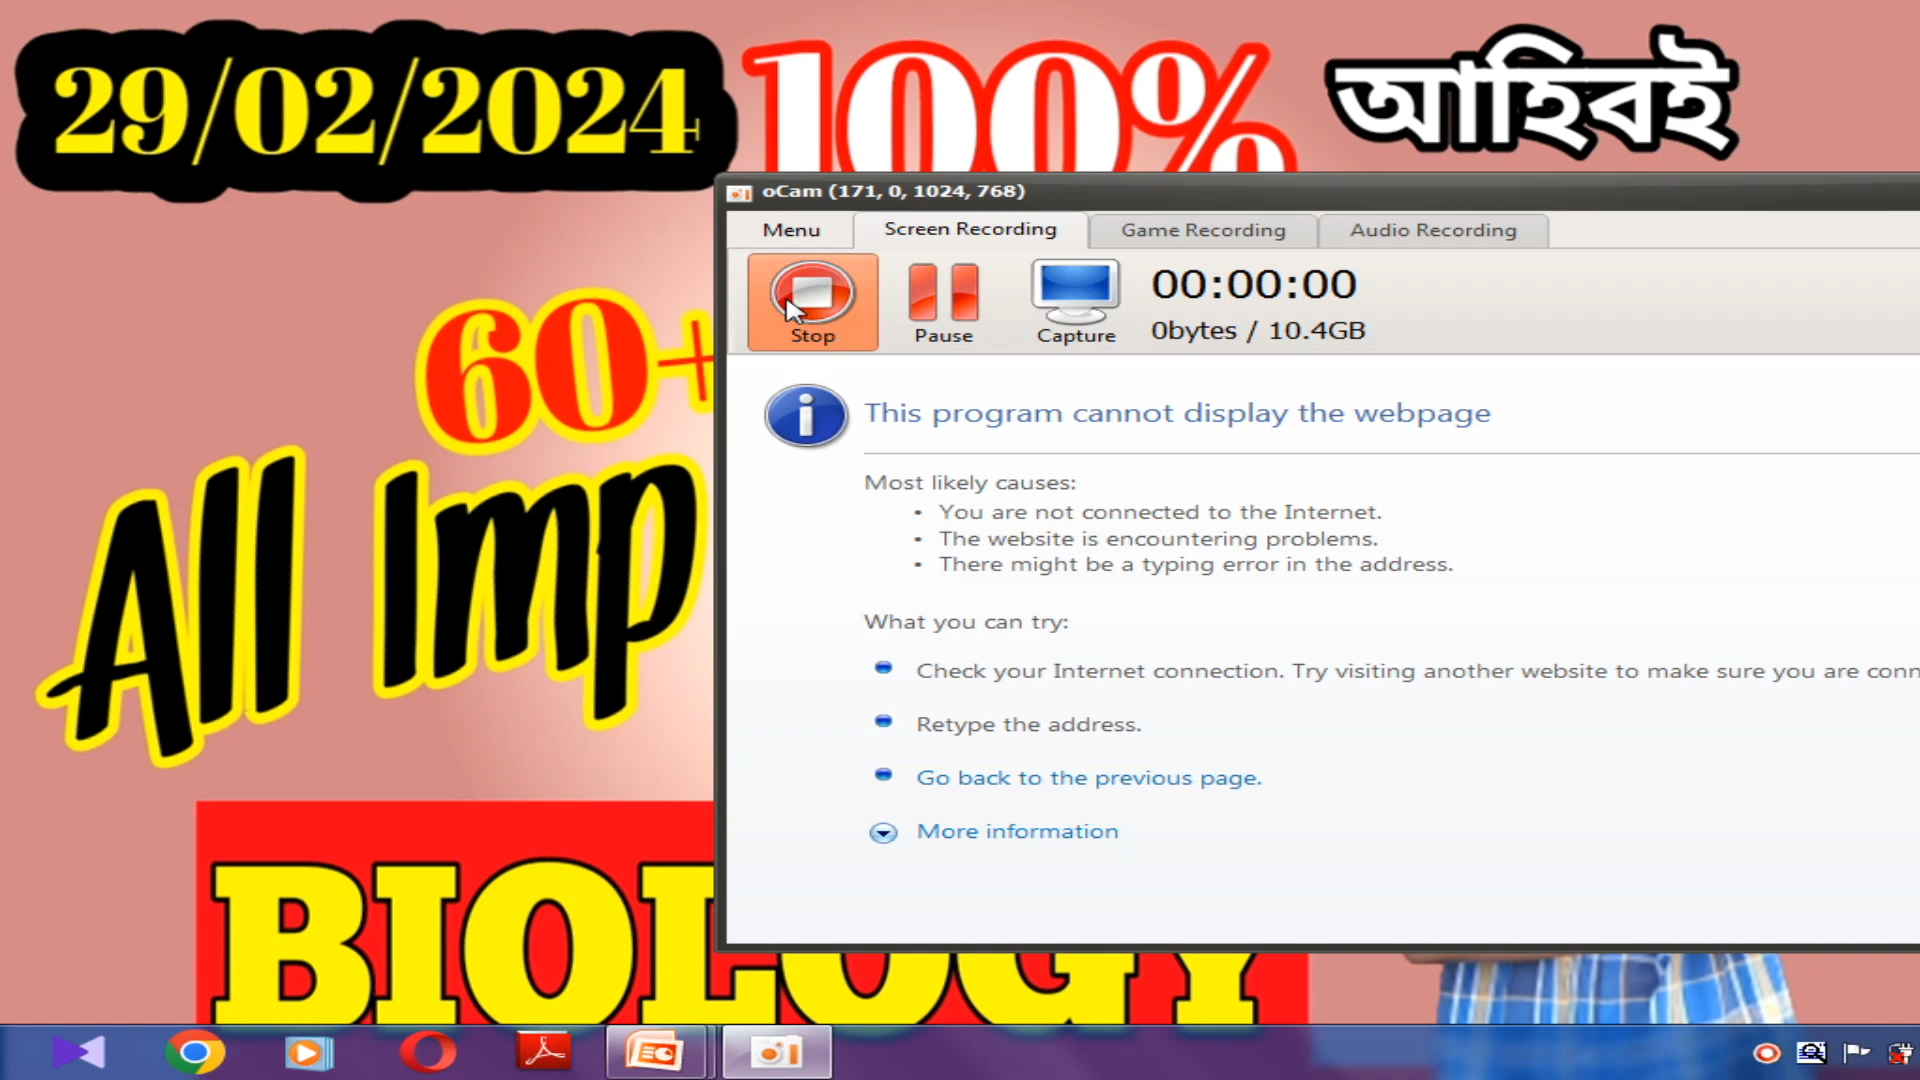 29/02/2024
100%
আহিবই
oCam (171, 0, 1024, 768)
Menu
Screen Recording
Game Recording
Audio Recording
Stop
Pause
Capture
00:00:00
0bytes / 10.4GB
60+
This program cannot display the webpage
Most likely causes:
• You are not connected to the Internet.
• The website is encountering problems.
• There might be a typing error in the address.
All Imp
What you can try:
Check your Internet connection. Try visiting another website to make sure you are
Retype the address.
Go back to the previous page.
More information
BIOLOGY